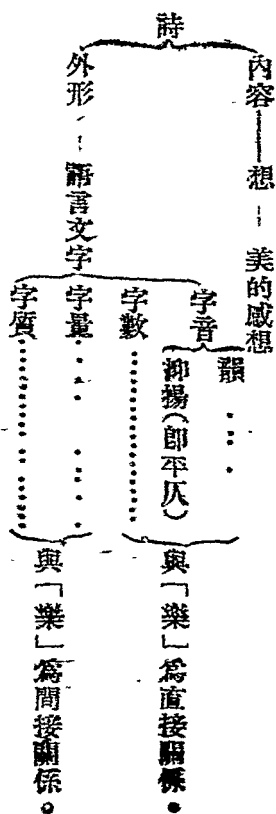 詩
內容——想——美的感想
外形——語言文字
字音
韻……
抑揚(即平仄)
字數…………
與「樂」爲直接關係。
字量……
字質…………
與「樂」爲間接關係。